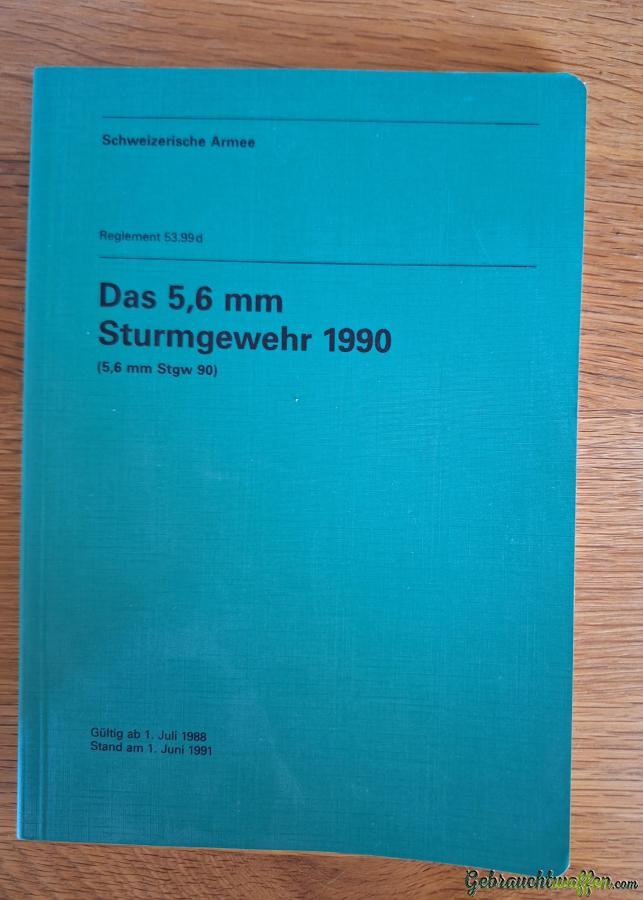 Schweizerische Armee
Reglement 53.99 d
Das 5,6 mm
Sturmgewehr 1990
(5,6 mm Stgw 90)
Gültig ab 1. Juli 1988
Stand am 1. Juni 1991
Gebrauchtwaffen.com